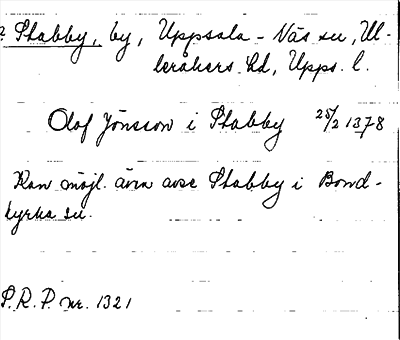 ? Stabby, by, Uppsala-Näs sn, Ul-
leråkers hd, Upps. l.
Olof Jönsson i Stabby 25/2 1378
Kan möjl. även avse Stabby i Bond-
kyrka sn.
S.R.P. nr. 1321